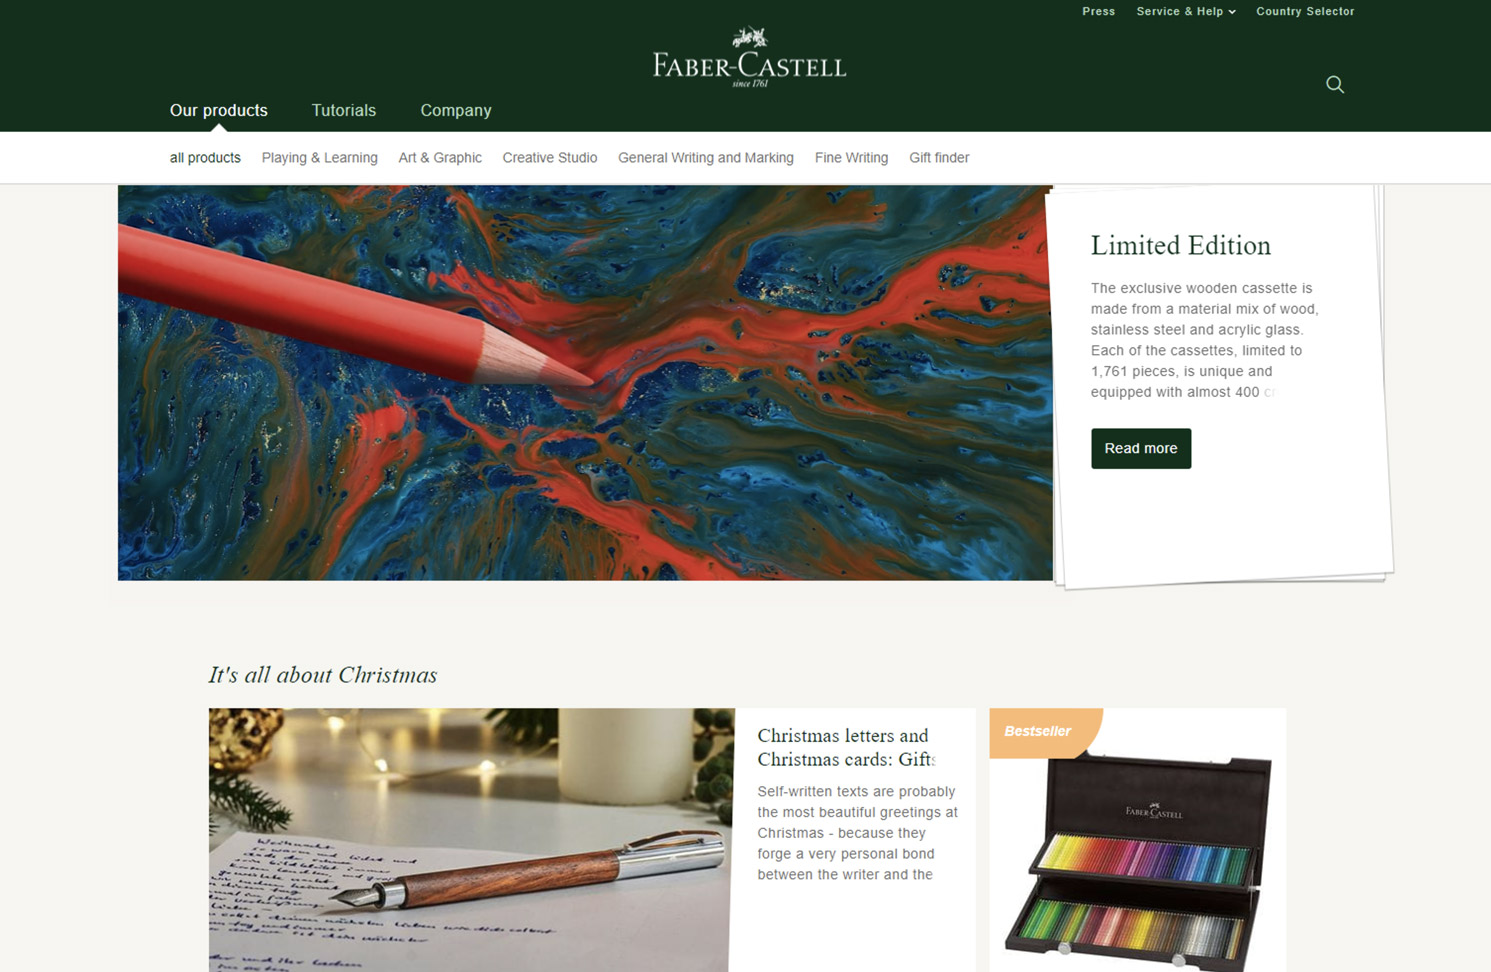 Press Service & Help Country Selector
FABER-CASTELL
since 1761
Our products Tutorials Company
all products Playing & Learning Art & Graphic Creative Studio General Writing and Marking Fine Writing Gift finder
Limited Edition
The exclusive wooden cassette is
made from a material mix of wood,
stainless steel and acrylic glass.
Each of the cassettes, limited to
1,761 pieces, is unique and
equipped with almost 400
Read more
It's all about Christmas
Christmas letters and
Christmas cards: Gifts
Self-written texts are probably
the most beautiful greetings at
Christmas - because they
forge a very personal bond
between the writer and the
Weihnacht
Bestseller
FABER-CASTELL